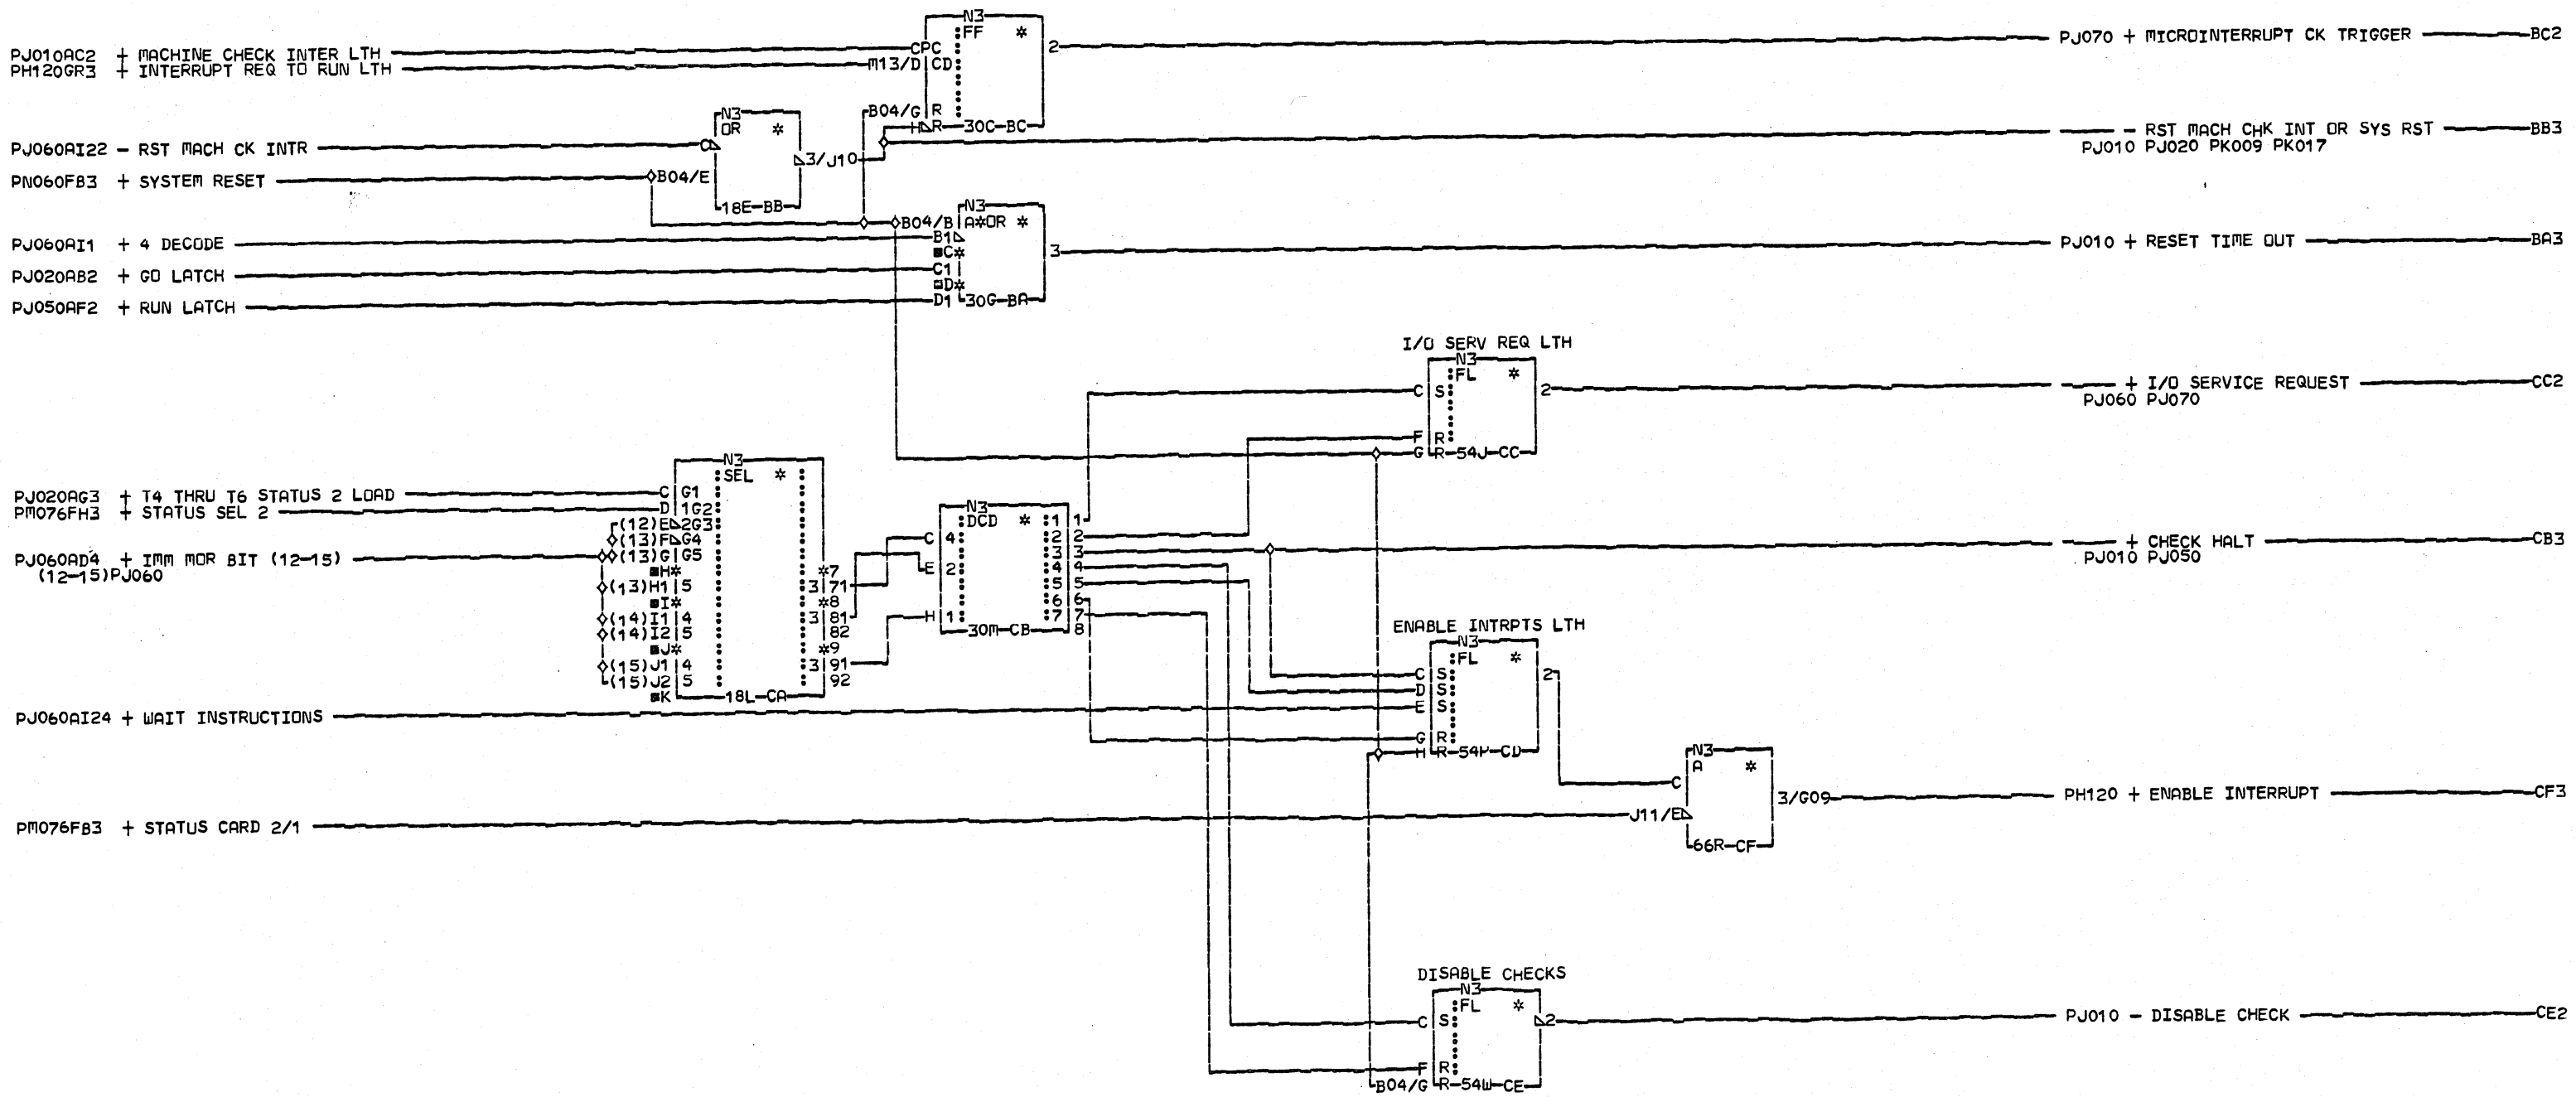 N3
FF *
PJ010AC2 + MACHINE CHECK INTER LTH CPC 2 PJ070 + MICROINTERRUPT CK TRIGGER BC2
PH120GR3 + INTERRUPT REQ TO RUN LTH M13/D CD
B04/G R
H R 30C-BC
N3
OR *
PJ060AI22 - RST MACH CK INTR C 3/J10 - RST MACH CHK INT OR SYS RST BB3
PJ010 PJ020 PK009 PK017
PN060FB3 + SYSTEM RESET B04/E
18E-BB
N3
B04/B A*OR *
PJ060AI1 + 4 DECODE B1 3 PJ010 + RESET TIME OUT BA3
C*
PJ020AB2 + GO LATCH C1
D*
PJ050AF2 + RUN LATCH D1 30G-BA
I/O SERV REQ LTH
N3
FL *
C S 2 + I/O SERVICE REQUEST CC2
PJ060 PJ070
F R
G R 54J-CC
N3
SEL *
PJ020AG3 + T4 THRU T6 STATUS 2 LOAD C G1
PM076FH3 + STATUS SEL 2 D 1G2
(12)E 2G3
(13)F G4
PJ060AD4 + IMM MOR BIT (12-15) (13)G G5
(12-15)PJ060
H* *7
(13)H1 5 3 71
I* *8
(14)I1 4 3 81
(14)I2 5 82
J* *9
(15)J1 4 3 91
(15)J2 5 92
K 18L-CA
N3
DCD * 1 1
C 4 2 2
3 3 + CHECK HALT CB3
PJ010 PJ050
E 2 4 4
5 5
6 6
H 1 7 7
30M-CB 8
ENABLE INTRPTS LTH
N3
FL *
C S 2
D S
PJ060AI24 + WAIT INSTRUCTIONS E S
G R
H R 54P-CD
N3
A *
C
3/G09 PH120 + ENABLE INTERRUPT CF3
PM076FB3 + STATUS CARD 2/1 J11/E
66R-CF
DISABLE CHECKS
N3
FL *
C S 2 PJ010 - DISABLE CHECK CE2
F R
B04/G R 54W-CE